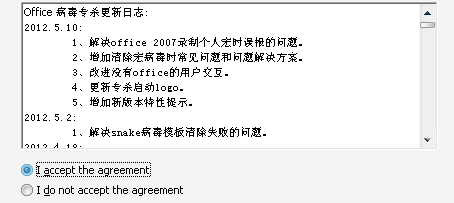 Office 病毒专杀更新日志:
2012.5.10:
1、解决office 2007录制个人宏时误报的问题。
2、增加清除宏病毒时常见问题和问题解决方案。
3、改进没有office的用户交互。
4、更新专杀启动logo。
5、增加新版本特性提示。
2012.5.2:
1、解决snake病毒模板清除失败的问题。
2012.4.18:
I accept the agreement
I do not accept the agreement